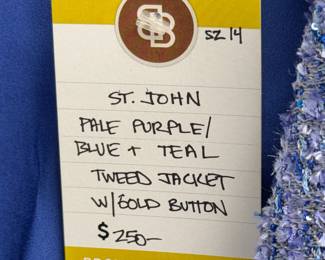 SZ 14
ST. JOHN
PALE PURPLE/
BLUE + TEAL
TWEED JACKET
W/GOLD BUTTON
$250-